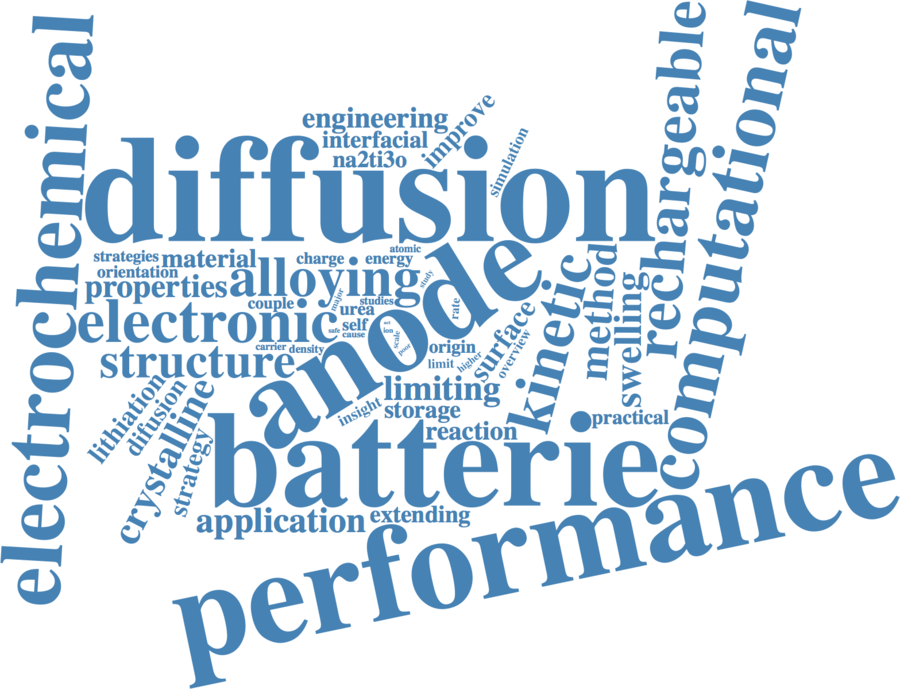 electrochemical
rechargeable
computational
engineering
improve
interfacial
na2ti3o
simulation
diffusion
atomic
strategies
material
charge
energy
orientation
alloying
study
properties
major
studies
couple
urea
rate
anode
kinetic
method
swelling
electronic
safe
self
cause
ion
scale
poor
surface
overview
carrier
density
origin
structure
limit
higher
limiting
lithiation
difusion
crystalline
strategy
insight
storage
practical
reaction
batterie
application
extending
performance